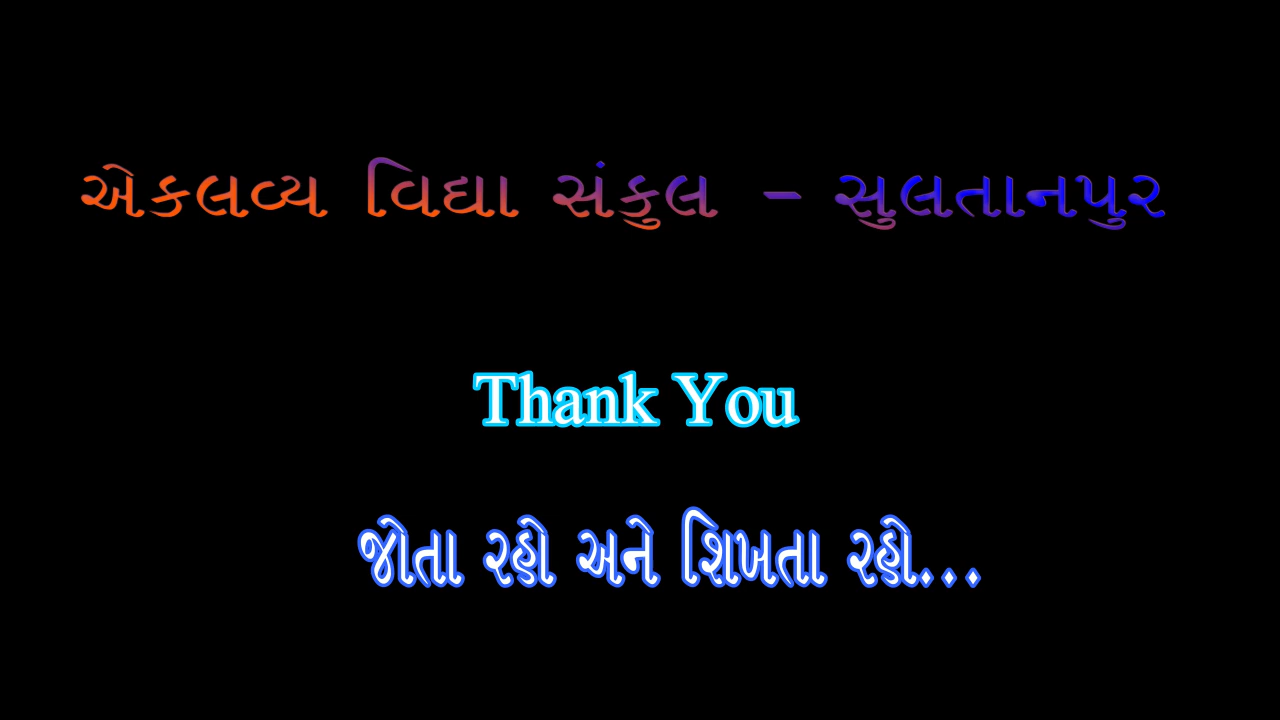 એકલવ્ય વિદ્યા સંકુલ - સુલતાનપુર
Thank You
જોતા રહો અને શિખતા રહો...